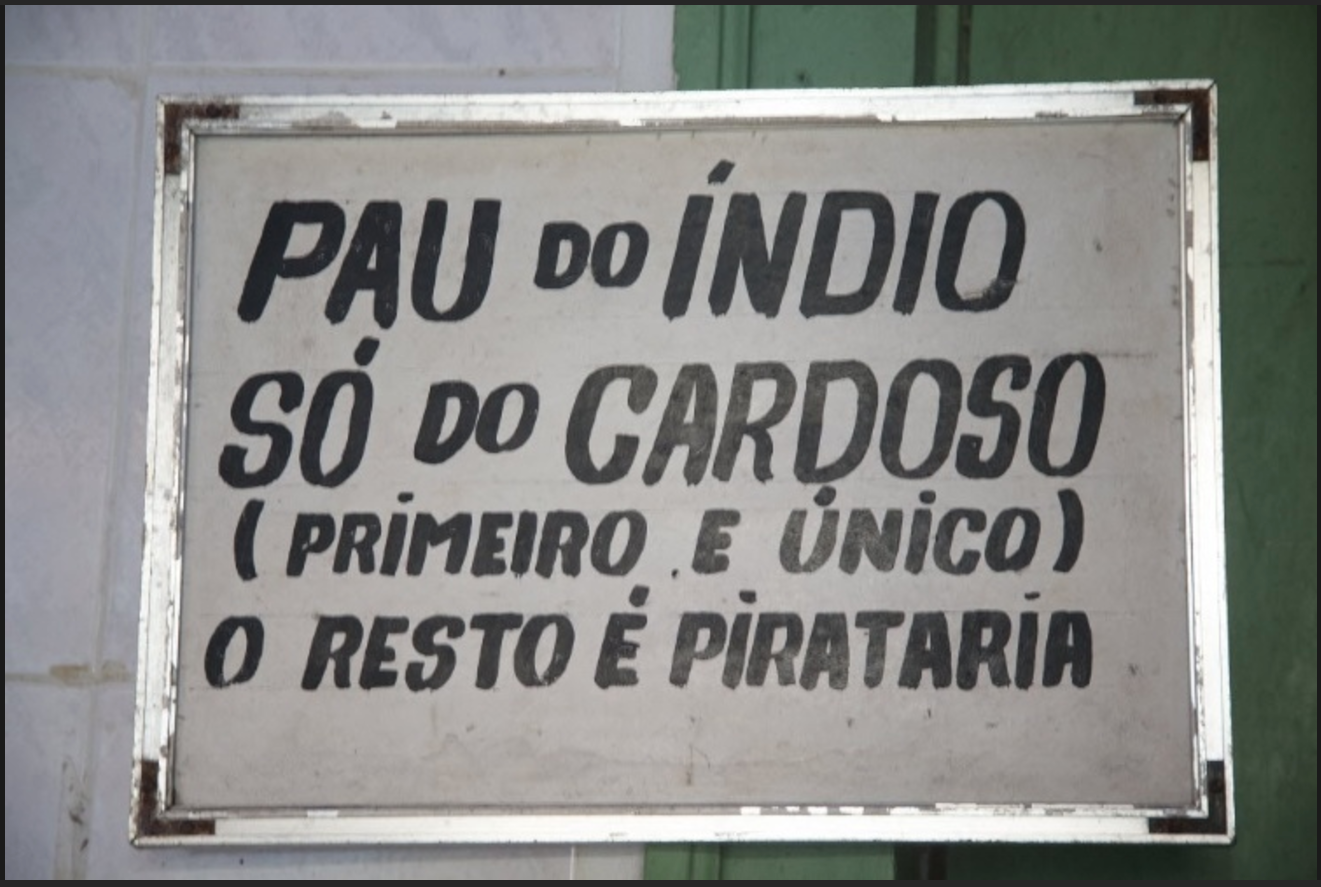 PAU DO ÍNDIO
SÓ DO CARDOSO
( PRIMEIRO E ÚNICO)
O RESTO É PIRATARIA